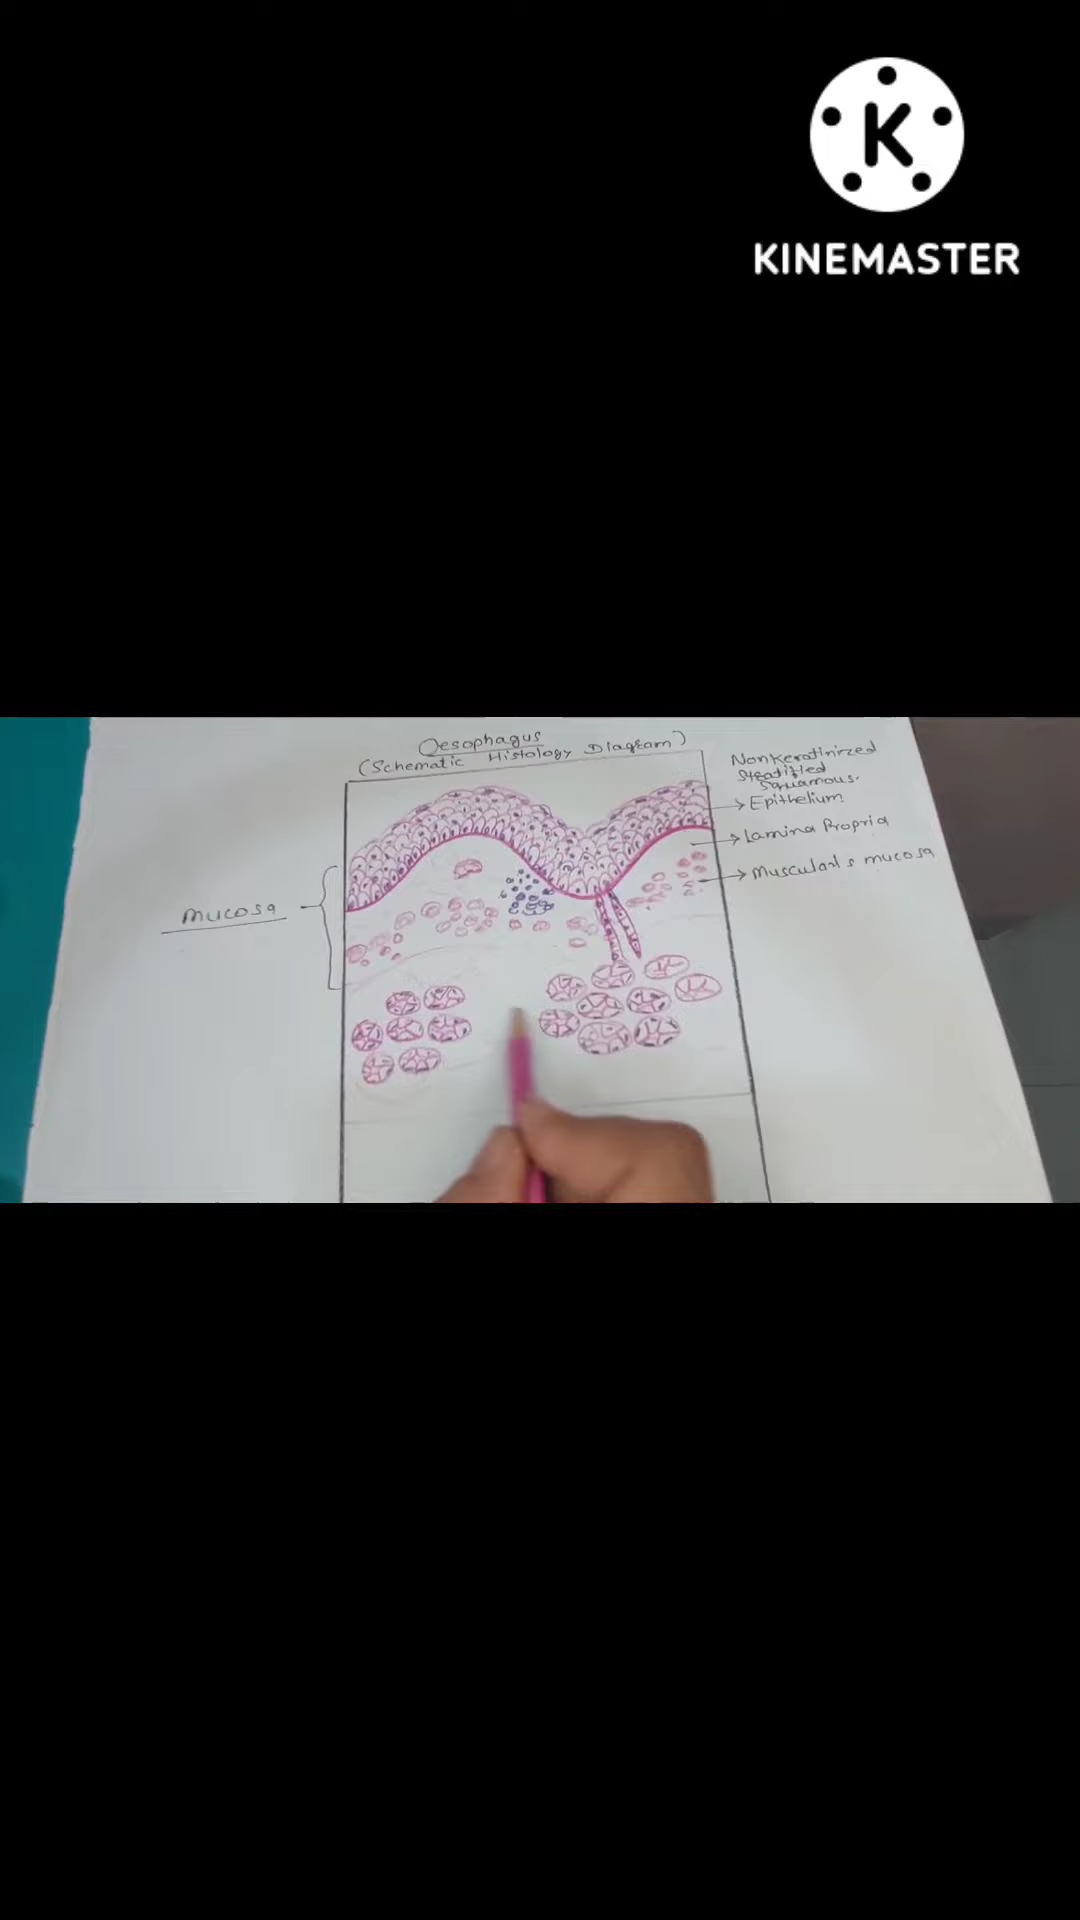 K
KINEMASTER
Oesophagus
(Schematic Histology Diagram)
Nonkeratinized
Stratified
Squamous.
Epithelium
Lamina Propria
Muscularis mucosa
Mucosa